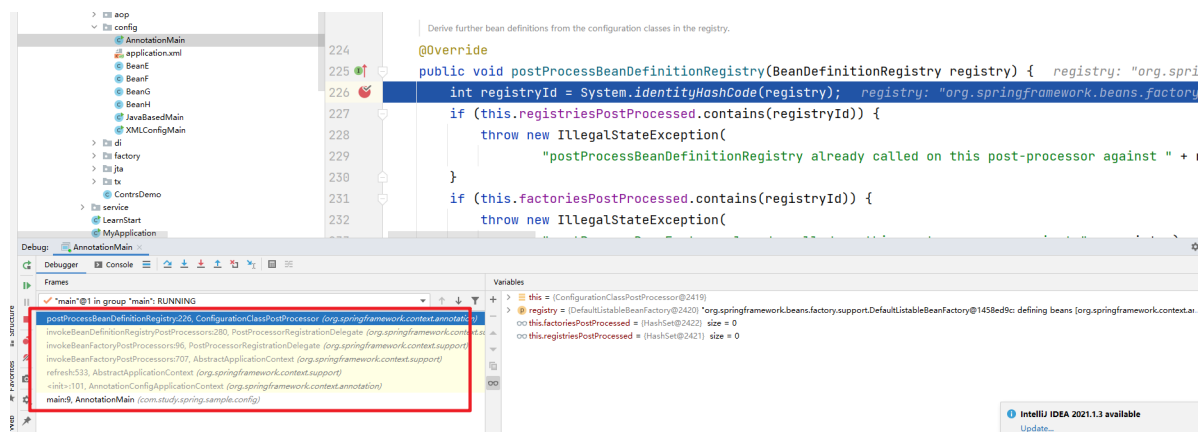 aop
config
AnnotationMain
application.xml
BeanE
BeanF
BeanG
BeanH
JavaBasedMain
XMLConfigMain
di
factory
jta
tx
ContrsDemo
service
LearnStart
MyApplication
Derive further bean definitions from the configuration classes in the registry.
224 @Override
225 public void postProcessBeanDefinitionRegistry(BeanDefinitionRegistry registry) { registry: "org.spri
226 int registryId = System.identityHashCode(registry); registry: "org.springframework.beans.factory
227 if (this.registriesPostProcessed.contains(registryId)) {
228 throw new IllegalStateException(
229 "postProcessBeanDefinitionRegistry already called on this post-processor against " +
230 }
231 if (this.factoriesPostProcessed.contains(registryId)) {
232 throw new IllegalStateException(
Debug: AnnotationMain
Debugger Console
Frames
"main"@1 in group "main": RUNNING
postProcessBeanDefinitionRegistry:226, ConfigurationClassPostProcessor (org.springframework.context.annotation)
invokeBeanDefinitionRegistryPostProcessors:280, PostProcessorRegistrationDelegate (org.springframework.context.su
invokeBeanFactoryPostProcessors:96, PostProcessorRegistrationDelegate (org.springframework.context.support)
invokeBeanFactoryPostProcessors:707, AbstractApplicationContext (org.springframework.context.support)
refresh:533, AbstractApplicationContext (org.springframework.context.support)
<init>:101, AnnotationConfigApplicationContext (org.springframework.context.annotation)
main:9, AnnotationMain (com.study.spring.sample.config)
Variables
this = {ConfigurationClassPostProcessor@2419}
registry = {DefaultListableBeanFactory@2420} "org.springframework.beans.factory.support.DefaultListableBeanFactory@1458ed9c: defining beans [org.springframework.context.ar...
this.factoriesPostProcessed = {HashSet@2422} size = 0
this.registriesPostProcessed = {HashSet@2421} size = 0
Structure
Favorites
Web
IntelliJ IDEA 2021.1.3 available
Update...